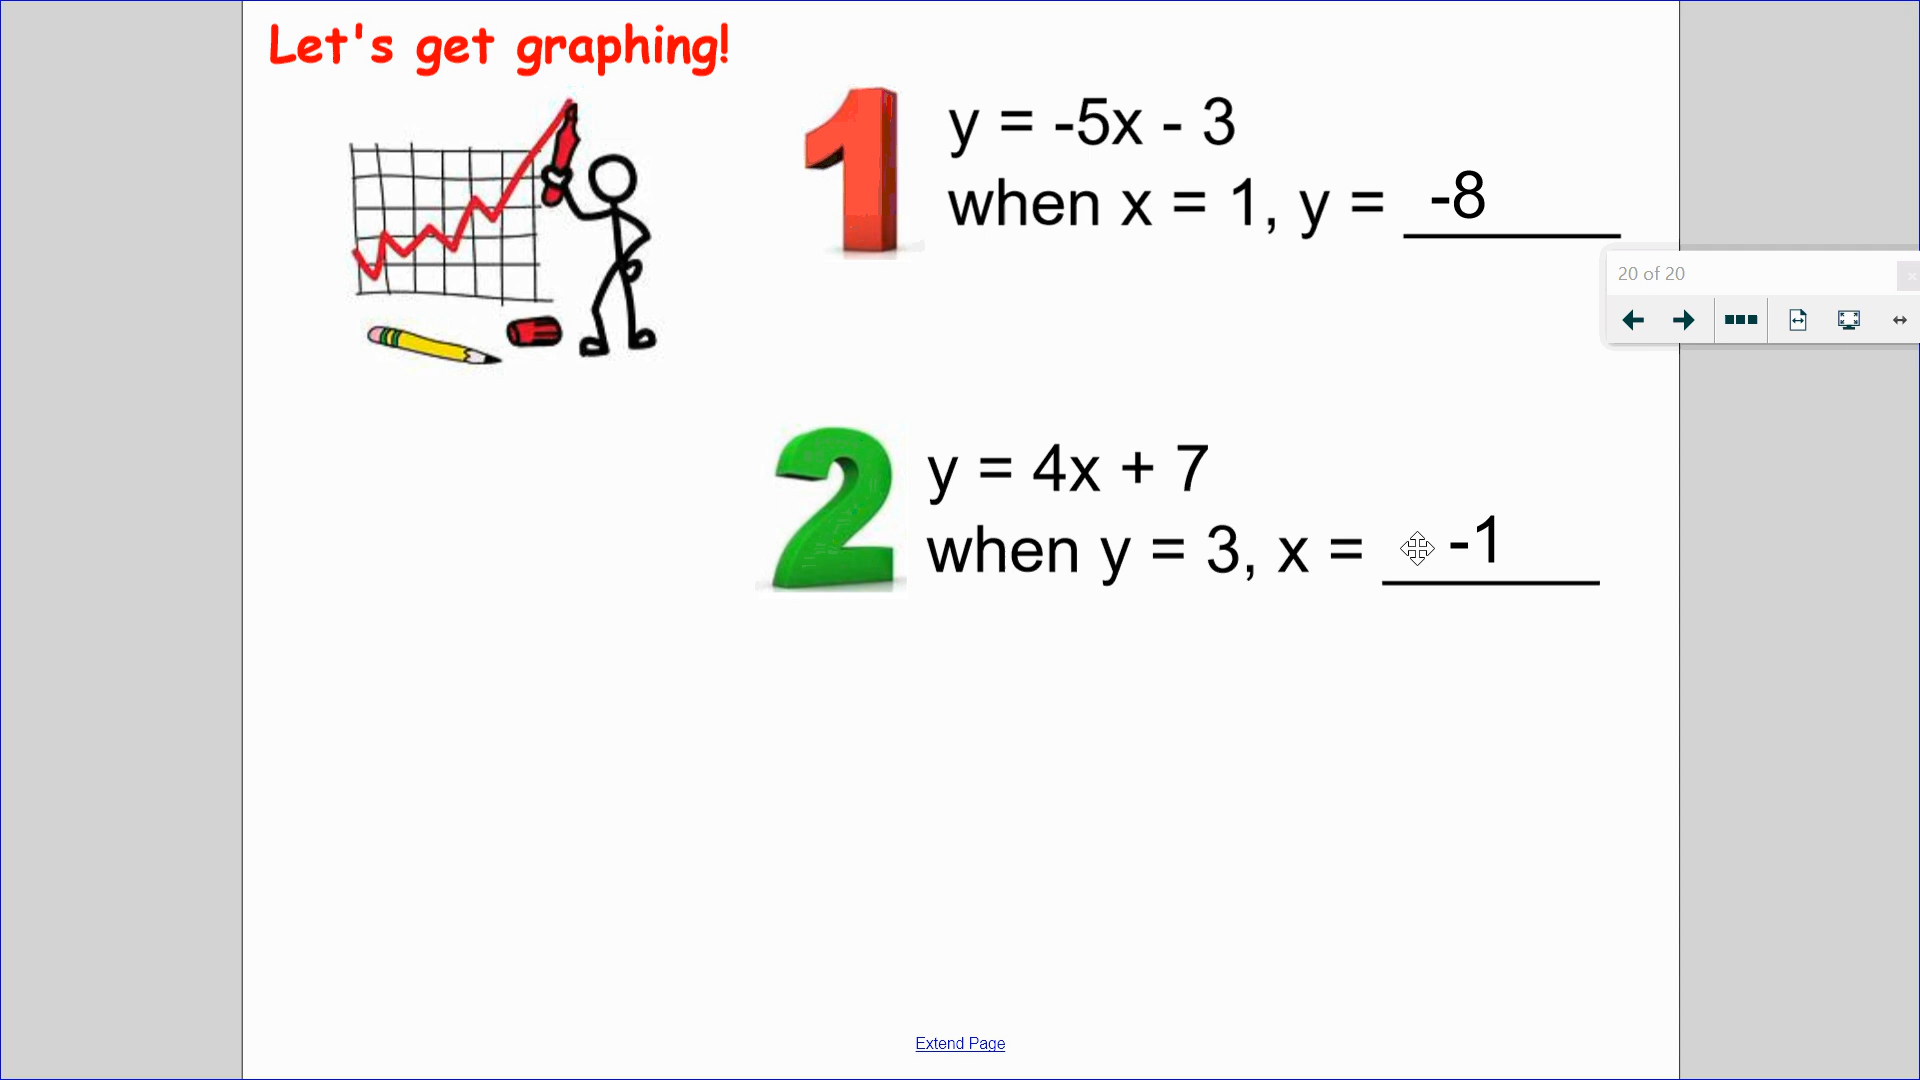 Let's get graphing!
1
y = -5x - 3
when x = 1, y = -8
20 of 20
2
y = 4x + 7
when y = 3, x = -1
Extend Page